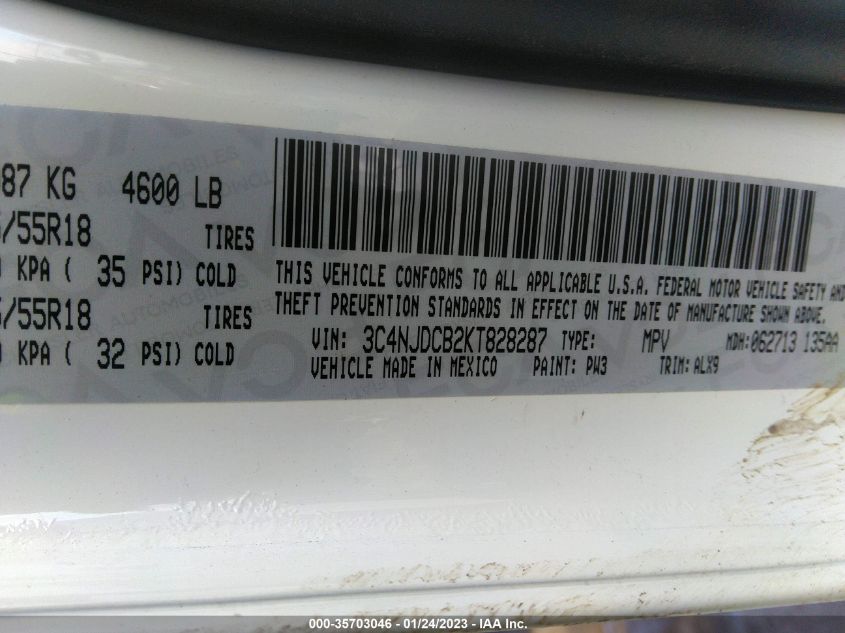 87 KG 4600 LB
/55R18 TIRES
KPA ( 35 PSI) COLD
/55R18 TIRES
KPA ( 32 PSI) COLD
THIS VEHICLE CONFORMS TO ALL APPLICABLE U.S.A. FEDERAL MOTOR VEHICLE SAFETY AND
THEFT PREVENTION STANDARDS IN EFFECT ON THE DATE OF MANUFACTURE SHOWN ABOVE.
VIN: 3C4NJDCB2KT828287 TYPE: MPV MDH:062713 135AA
VEHICLE MADE IN MEXICO PAINT: PW3 TRIM:ALX9
000-35703046 — 01/24/2023 — IAA Inc.